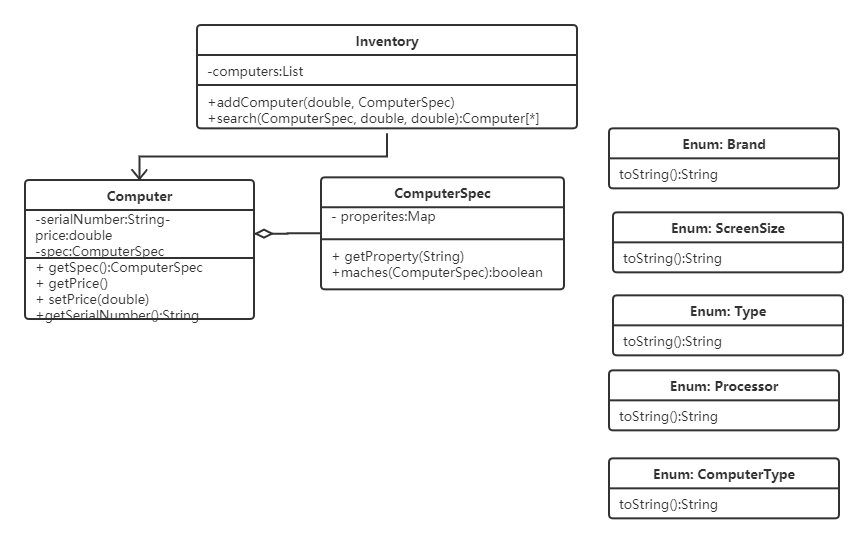 Inventory
-computers:List
+addComputer(double, ComputerSpec)
+search(ComputerSpec, double, double):Computer[*]
Computer
-serialNumber:String-
price:double
-spec:ComputerSpec
+ getSpec():ComputerSpec
+ getPrice()
+ setPrice(double)
+getSerialNumber():String
ComputerSpec
- properites:Map
+ getProperty(String)
+maches(ComputerSpec):boolean
Enum: Brand
toString():String
Enum: ScreenSize
toString():String
Enum: Type
toString():String
Enum: Processor
toString():String
Enum: ComputerType
toString():String